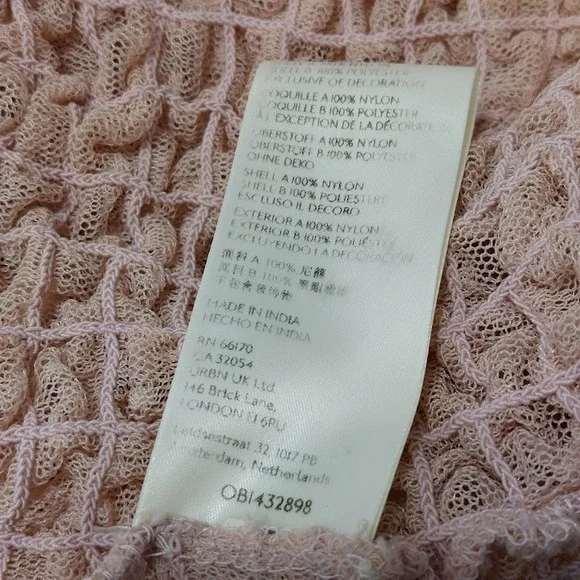 SHELL B 100% POLYESTER
EXCLUSIVE OF DECORATION
COQUILLE A 100% NYLON
COQUILLE B 100% POLYESTER
À L'EXCEPTION DE LA DÉCORATION
ÜBERSTOFF A 100% NYLON
ÜBERSTOFF B 100% POLYESTER
OHNE DEKO
SHELL A 100% NYLON
SHELL B 100% POLIESTERE
ESCLUSO IL DECORO
EXTERIOR A 100% NYLON
EXTERIOR B 100% POLIÉSTER
EXCLUYENDO LA DECORACIÓN
面料 A 100% 尼龍
面料 B 100% 聚酯纖維
不包含裝飾物
MADE IN INDIA
HECHO EN INDIA
RN 66170
CA 32054
URBN UK Ltd
146 Brick Lane,
LONDON E1 6RU
Leidsestraat 32, 1017 PB
Amsterdam, Netherlands
OB1432898